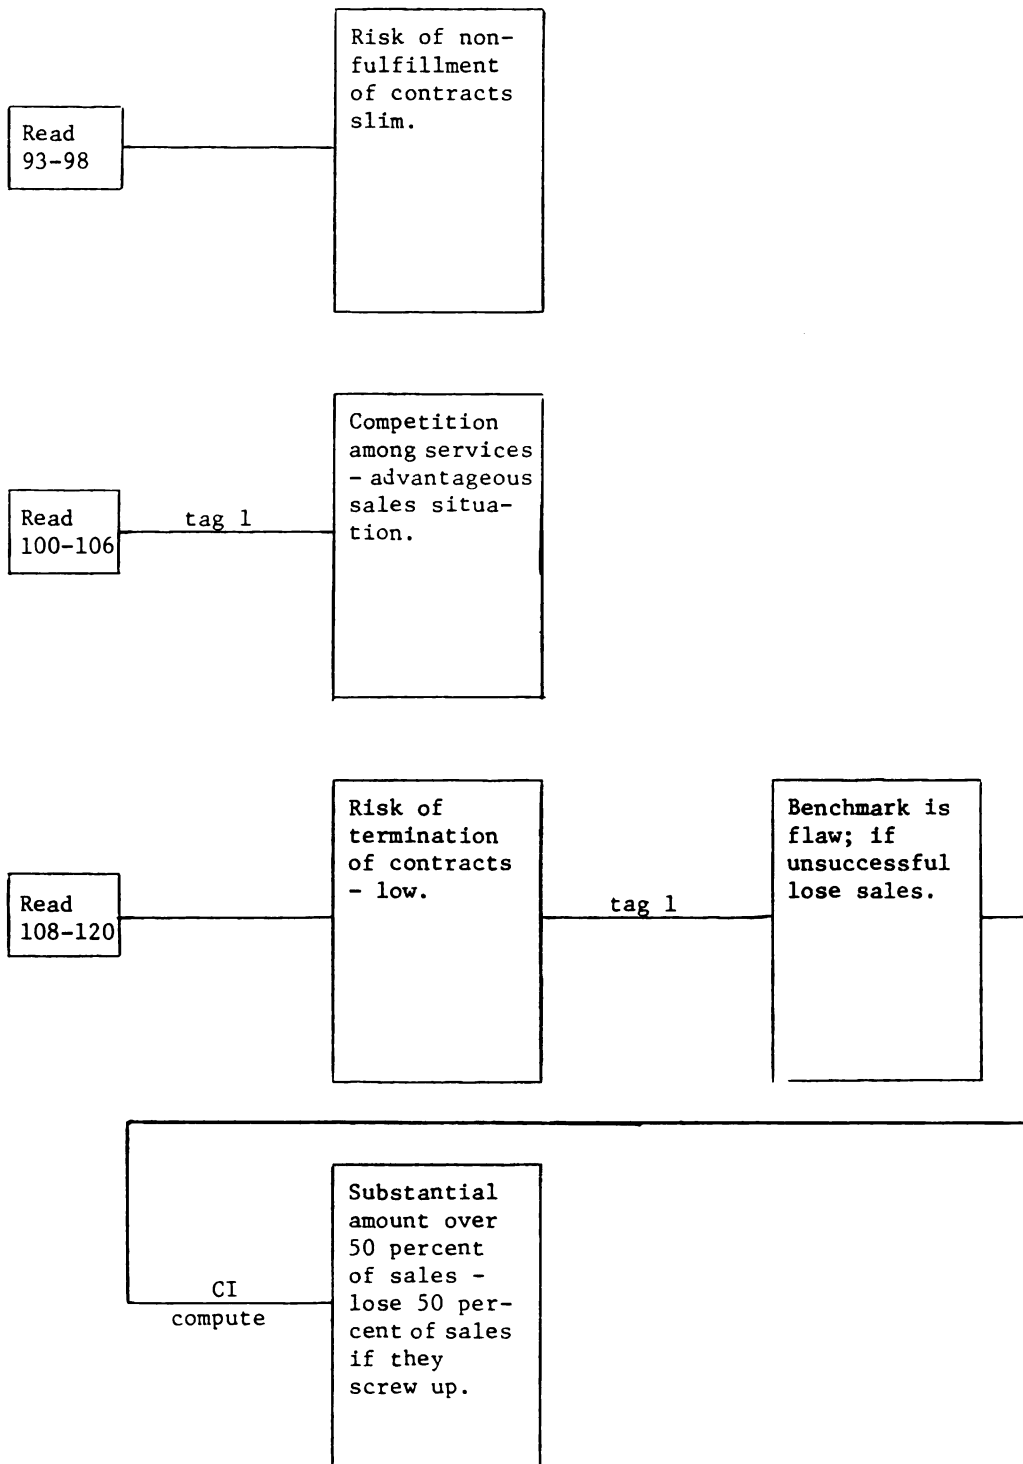 Read
93-98
Risk of non-
fulfillment
of contracts
slim.
Read
100-106
tag 1
Competition
among services
- advantageous
sales situa-
tion.
Read
108-120
Risk of
termination
of contracts
- low.
tag 1
Benchmark is
flaw; if
unsuccessful
lose sales.
CI
compute
Substantial
amount over
50 percent
of sales -
lose 50 per-
cent of sales
if they
screw up.